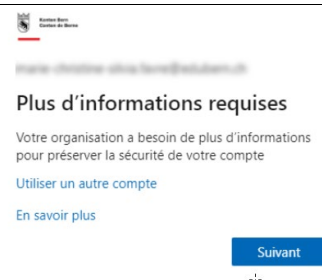 Kanton Bern
Canton de Berne
Plus d'informations requises
Votre organisation a besoin de plus d'informations
pour préserver la sécurité de votre compte
Utiliser un autre compte
En savoir plus
Suivant